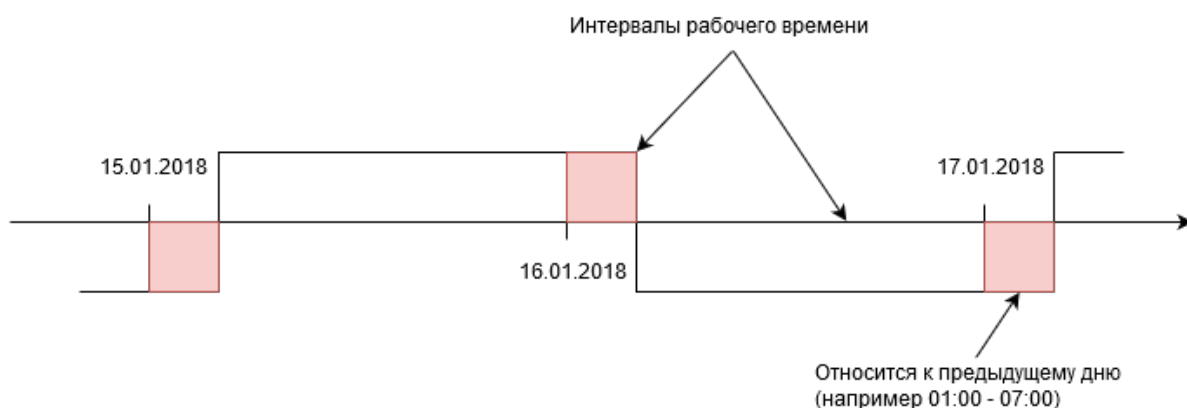 Интервалы рабочего времени
15.01.2018
17.01.2018
16.01.2018
Относится к предыдущему дню
(например 01:00 - 07:00)